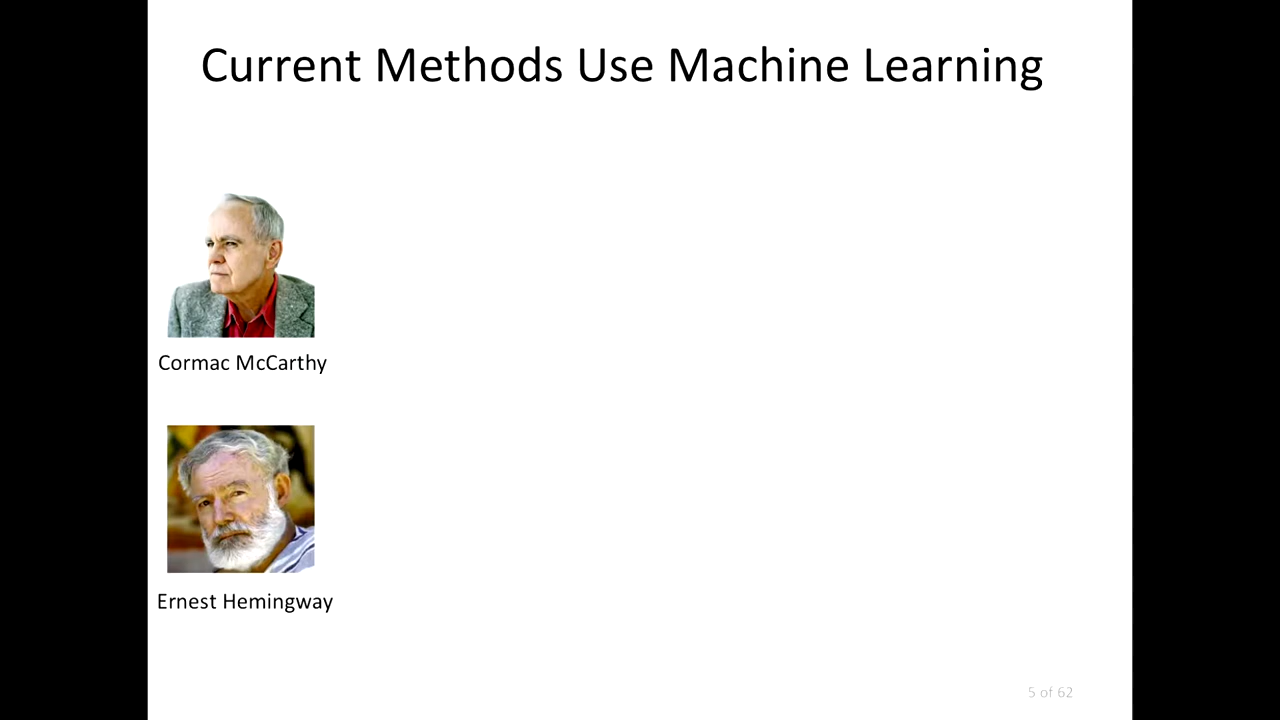 Current Methods Use Machine Learning
Cormac McCarthy
Ernest Hemingway
5 of 62